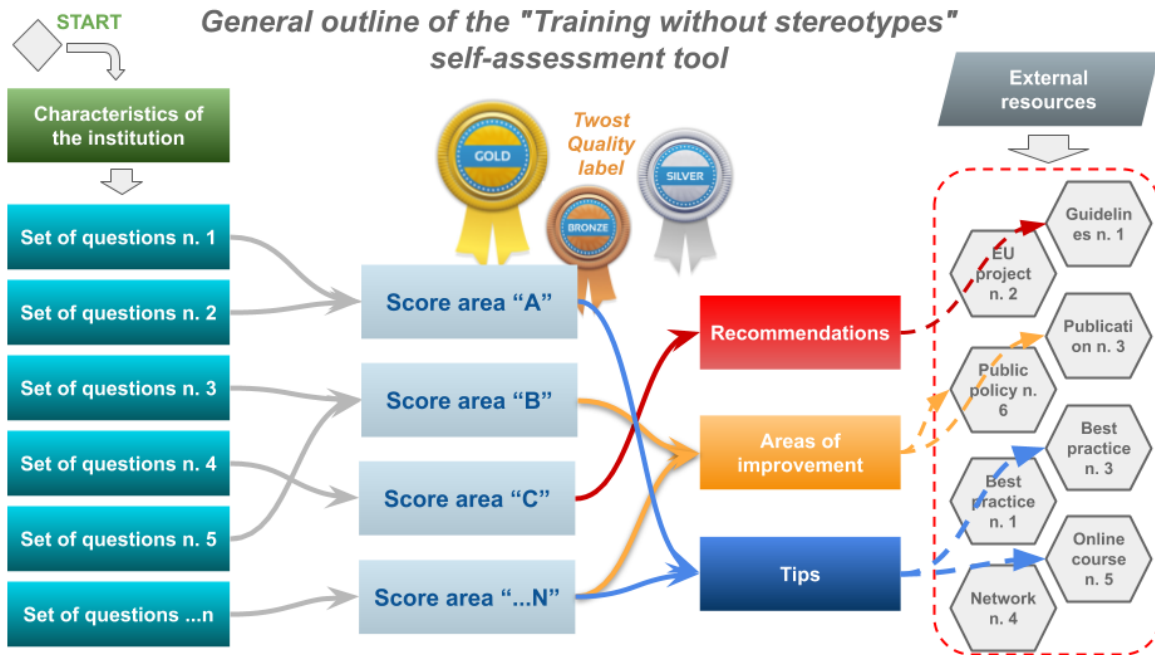 START
General outline of the "Training without stereotypes"
self-assessment tool
Characteristics of
the institution
Set of questions n. 1
Set of questions n. 2
Set of questions n. 3
Set of questions n. 4
Set of questions n. 5
Set of questions ...n
GOLD
Twost
Quality
label
BRONZE
SILVER
Score area “A”
Score area “B”
Score area “C”
Score area “...N”
Recommendations
Areas of
improvement
Tips
External
resources
Guidelin
es n. 1
EU
project
n. 2
Publicati
on n. 3
Public
policy n.
6
Best
practice
n. 3
Best
practice
n. 1
Online
course
n. 5
Network
n. 4